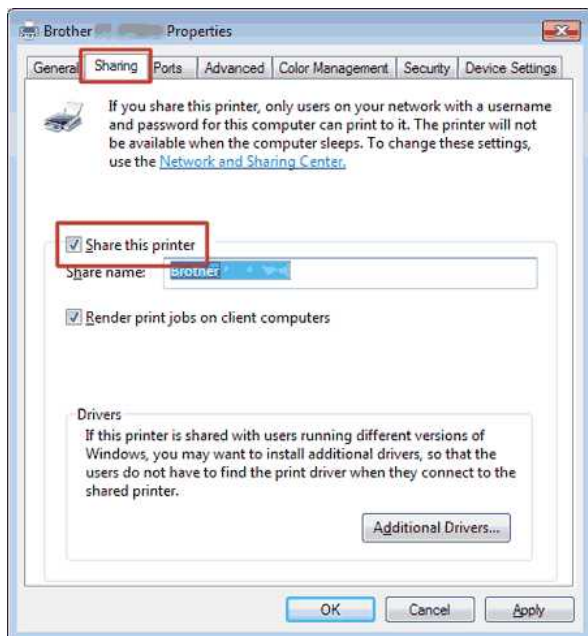 Brother Properties
General Sharing Ports Advanced Color Management Security Device Settings
If you share this printer, only users on your network with a username
and password for this computer can print to it. The printer will not
be available when the computer sleeps. To change these settings,
use the Network and Sharing Center.
Share this printer
Share name: Brother
Render print jobs on client computers
Drivers
If this printer is shared with users running different versions of
Windows, you may want to install additional drivers, so that the
users do not have to find the print driver when they connect to the
shared printer.
Additional Drivers...
OK Cancel Apply